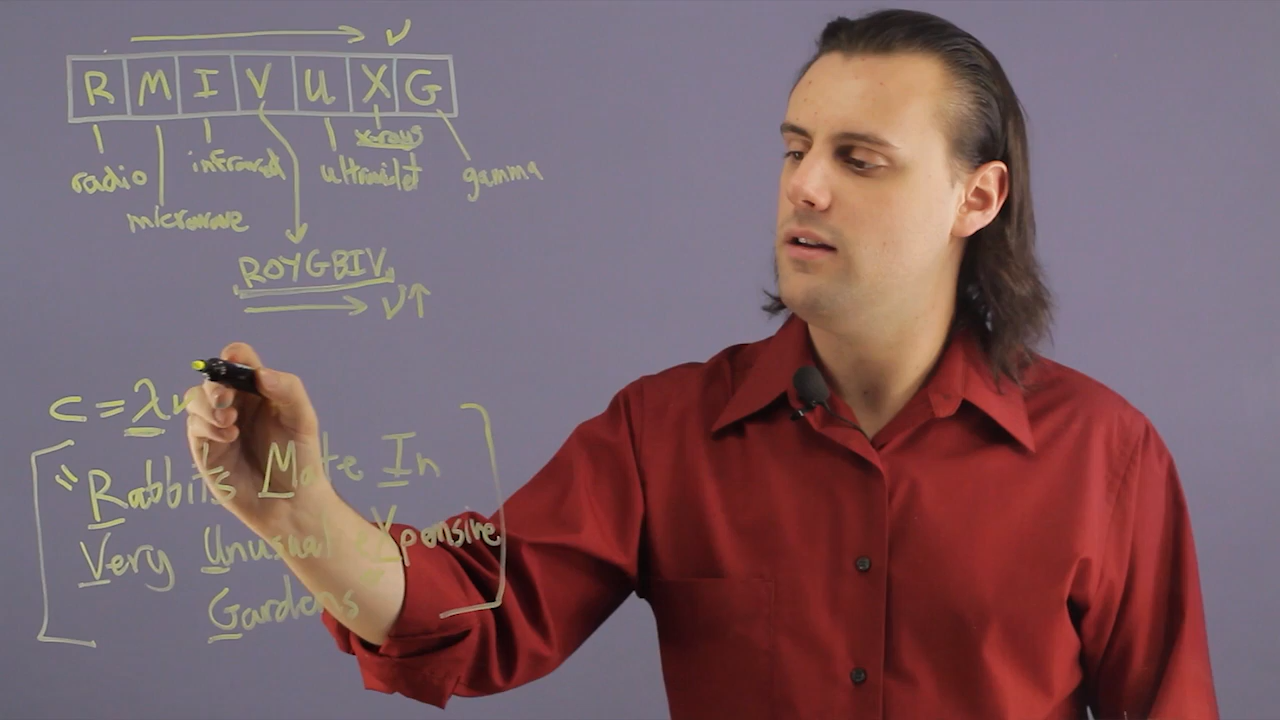 ν
R M I V U X G
x-rays
radio infrared ultraviolet gamma
microwave
ROYGBIV
ν↑
c = λν
"Rabbits Mate In
Very Unusual eXpensive
Gardens